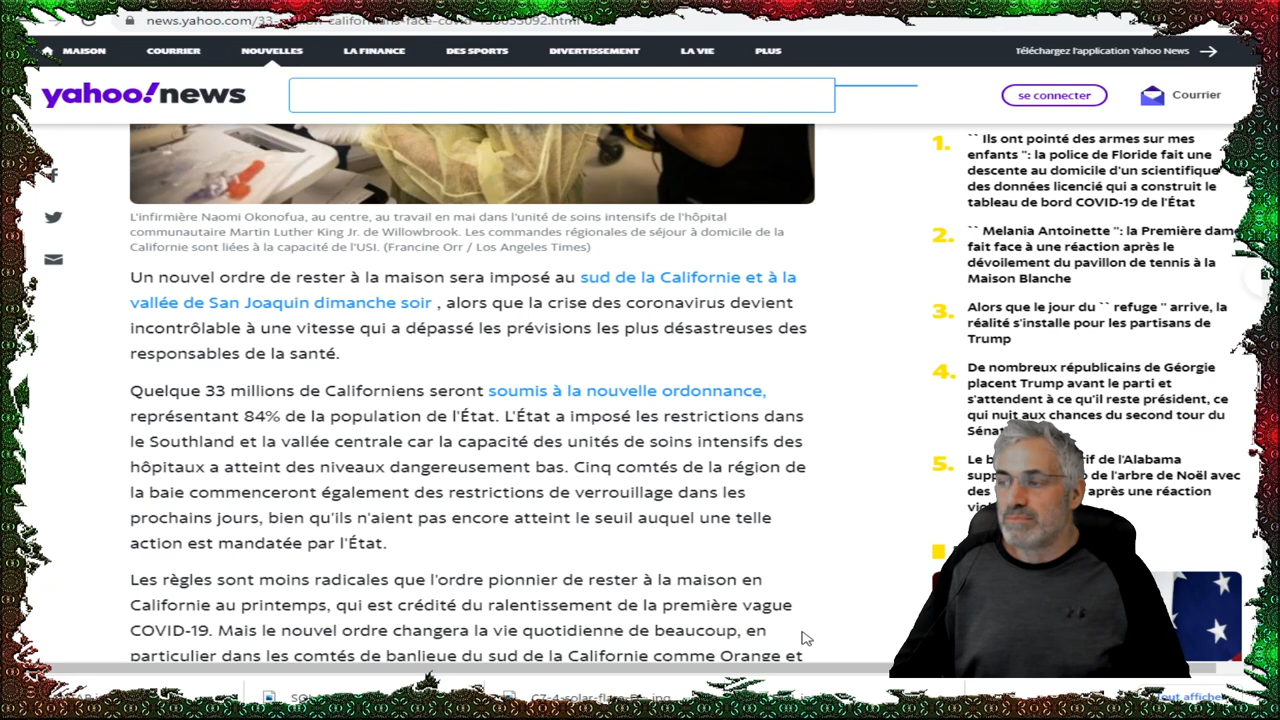 news.yahoo.com/33-
MAISON COURRIER NOUVELLES LA FINANCE DES SPORTS DIVERTISSEMENT LA VIE PLUS Téléchargez l'application Yahoo News
yahoo!news se connecter Courrier
L'infirmière Naomi Okonofua, au centre, au travail en mai dans l'unité de soins intensifs de l'hôpital
communautaire Martin Luther King Jr. de Willowbrook. Les commandes régionales de séjour à domicile de la
Californie sont liées à la capacité de l'USI. (Francine Orr / Los Angeles Times)
Un nouvel ordre de rester à la maison sera imposé au sud de la Californie et à la
vallée de San Joaquin dimanche soir , alors que la crise des coronavirus devient
incontrôlable à une vitesse qui a dépassé les prévisions les plus désastreuses des
responsables de la santé.
Quelque 33 millions de Californiens seront soumis à la nouvelle ordonnance,
représentant 84% de la population de l'État. L'État a imposé les restrictions dans
le Southland et la vallée centrale car la capacité des unités de soins intensifs des
hôpitaux a atteint des niveaux dangereusement bas. Cinq comtés de la région de
la baie commenceront également des restrictions de verrouillage dans les
prochains jours, bien qu'ils n'aient pas encore atteint le seuil auquel une telle
action est mandatée par l'État.
Les règles sont moins radicales que l'ordre pionnier de rester à la maison en
Californie au printemps, qui est crédité du ralentissement de la première vague
COVID-19. Mais le nouvel ordre changera la vie quotidienne de beaucoup, en
particulier dans les comtés de banlieue du sud de la Californie comme Orange et
1. `` Ils ont pointé des armes sur mes
enfants '': la police de Floride fait une
descente au domicile d'un scientifique
des données licencié qui a construit le
tableau de bord COVID-19 de l'État
2. `` Melania Antoinette '': la Première dame
fait face à une réaction après le
dévoilement du pavillon de tennis à la
Maison Blanche
3. Alors que le jour du `` refuge '' arrive, la
réalité s'installe pour les partisans de
Trump
4. De nombreux républicains de Géorgie
placent Trump avant le parti et
s'attendent à ce qu'il reste président, ce
qui nuit aux chances du second tour du
5. Le de l'Alabama
de l'arbre de Noël avec
des après une réaction